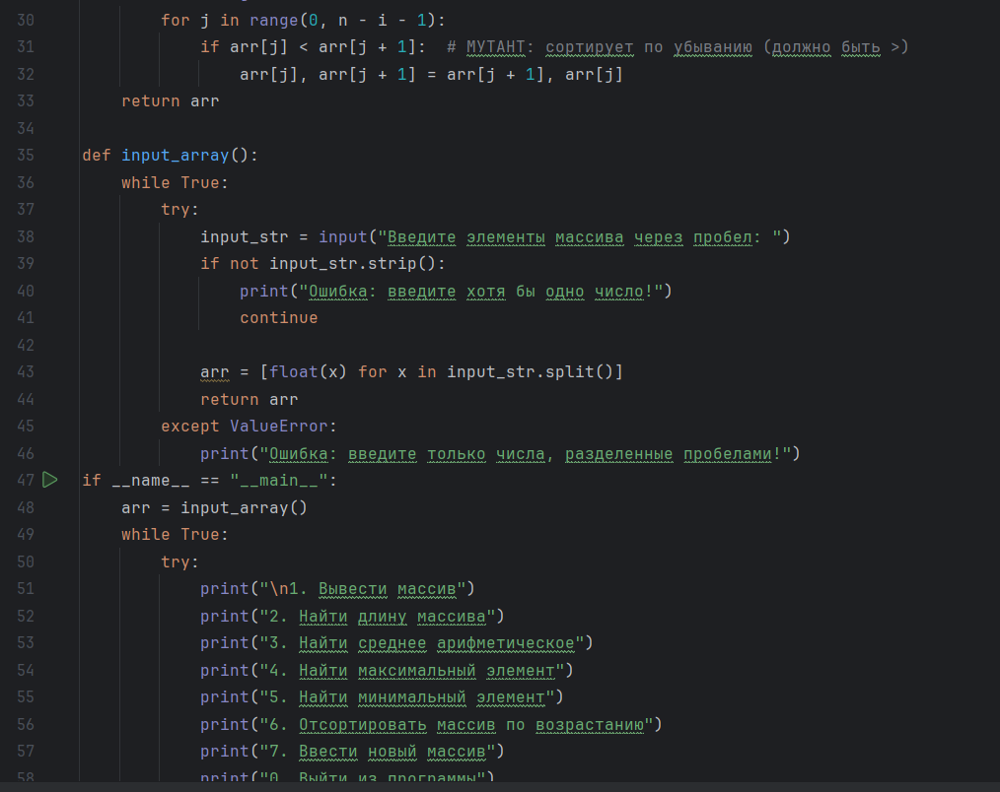 30 for j in range(0, n - i - 1):
31 if arr[j] < arr[j + 1]:  # МУТАНТ: сортирует по убыванию (должно быть >)
32 arr[j], arr[j + 1] = arr[j + 1], arr[j]
33 return arr
34
35 def input_array():
36 while True:
37 try:
38 input_str = input("Введите элементы массива через пробел: ")
39 if not input_str.strip():
40 print("Ошибка: введите хотя бы одно число!")
41 continue
42
43 arr = [float(x) for x in input_str.split()]
44 return arr
45 except ValueError:
46 print("Ошибка: введите только числа, разделенные пробелами!")
47 if __name__ == "__main__":
48 arr = input_array()
49 while True:
50 try:
51 print("\n1. Вывести массив")
52 print("2. Найти длину массива")
53 print("3. Найти среднее арифметическое")
54 print("4. Найти максимальный элемент")
55 print("5. Найти минимальный элемент")
56 print("6. Отсортировать массив по возрастанию")
57 print("7. Ввести новый массив")
58 print("0. Выйти из программы")